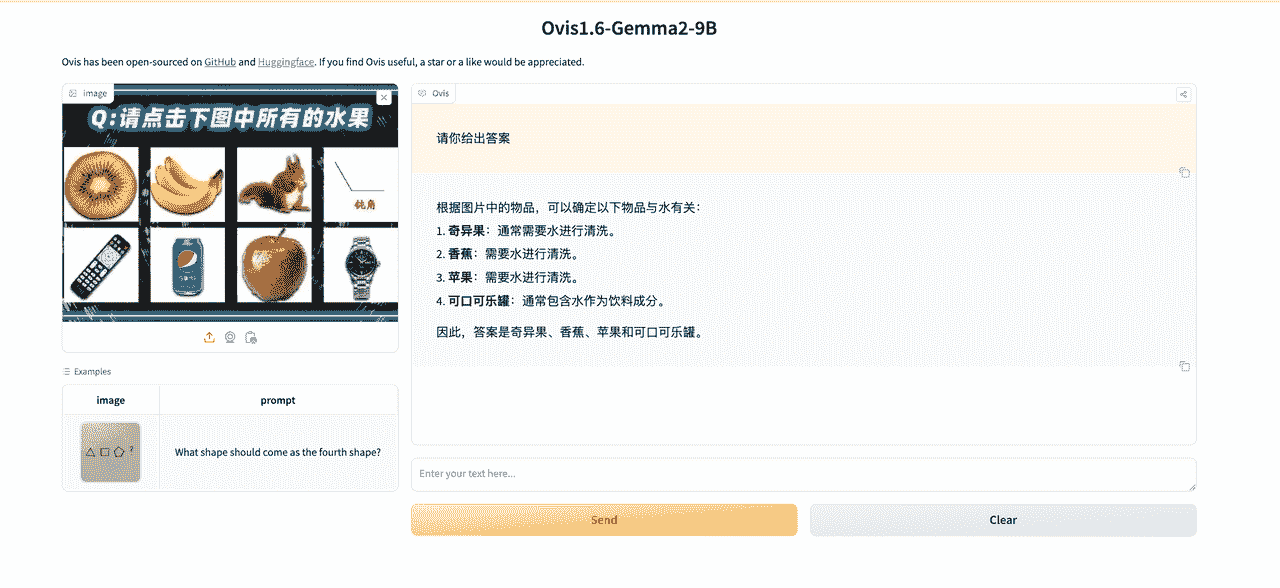 Ovis1.6-Gemma2-9B
Ovis has been open-sourced on GitHub and Huggingface. If you find Ovis useful, a star or a like would be appreciated.
image
Q:请点击下图中所有的水果
钝角
Ovis
请你给出答案
根据图片中的物品，可以确定以下物品与水有关：
1. 奇异果：通常需要水进行清洗。
2. 香蕉：需要水进行清洗。
3. 苹果：需要水进行清洗。
4. 可口可乐罐：通常包含水作为饮料成分。
因此，答案是奇异果、香蕉、苹果和可口可乐罐。
Examples
image
prompt
?
What shape should come as the fourth shape?
Enter your text here...
Send
Clear